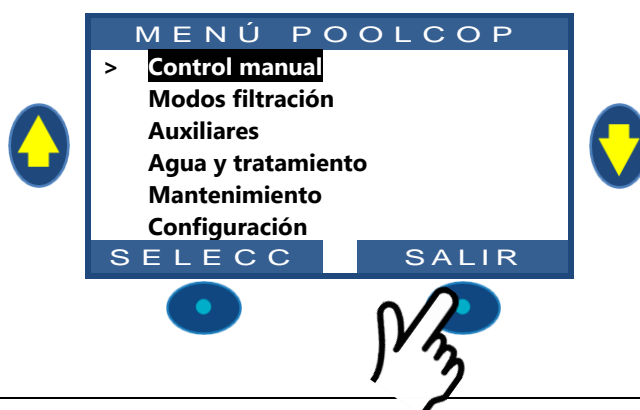 MENÚ POOLCOP
> Control manual
Modos filtración
Auxiliares
Agua y tratamiento
Mantenimiento
Configuración
SELECC SALIR